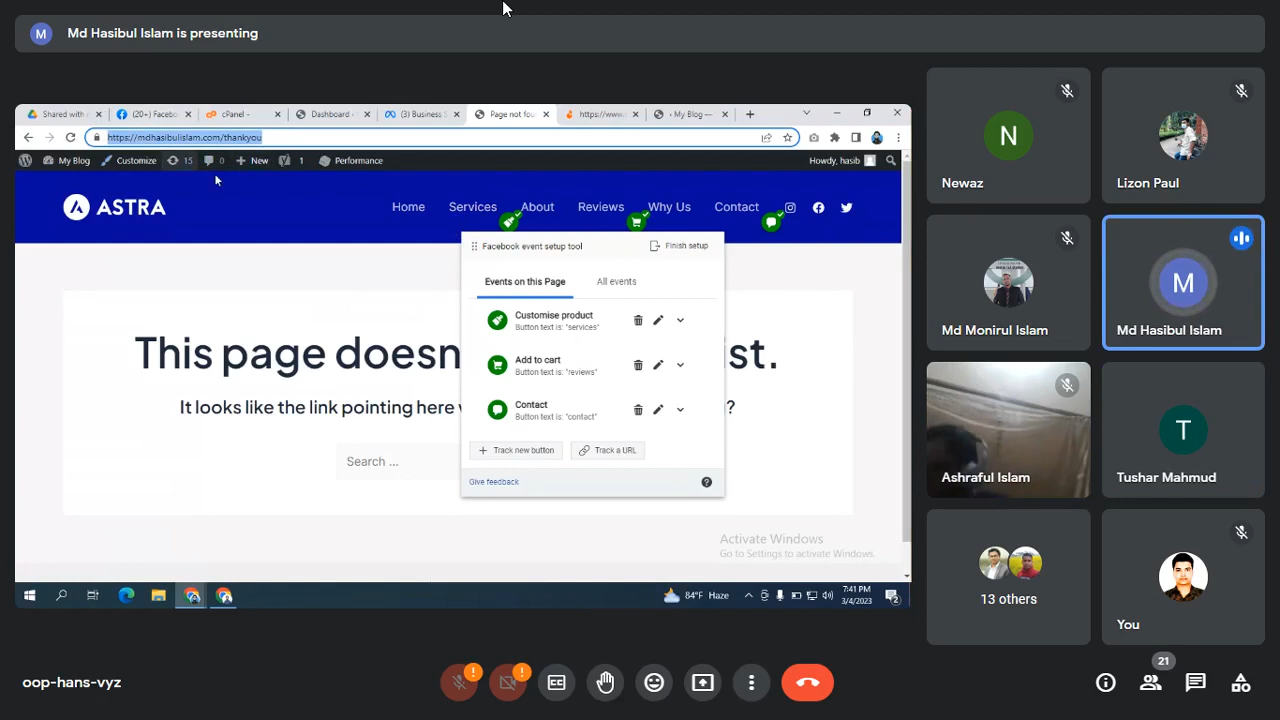 Md Hasibul Islam is presenting
M
Shared with
(20+) Facebo
cPanel -
Dashboard ‹
(3) Business S
Page not fou
https://www.
‹ My Blog —
https://mdhasibulislam.com/thankyou
My Blog
Customize
15
0
New
1
Performance
Howdy, hasib
ASTRA
Home
Services
About
Reviews
Why Us
Contact
Facebook event setup tool
Finish setup
Events on this Page
All events
Customise product
Button text is: "services"
Add to cart
Button text is: "reviews"
Contact
Button text is: "contact"
Track new button
Track a URL
Give feedback
This page doesn
ist.
It looks like the link pointing here
?
Search ...
Activate Windows
Go to Settings to activate Windows.
84°F Haze
7:41 PM
3/4/2023
2
N
Newaz
Lizon Paul
Md Monirul Islam
M
Md Hasibul Islam
Ashraful Islam
T
Tushar Mahmud
13 others
You
oop-hans-vyz
21